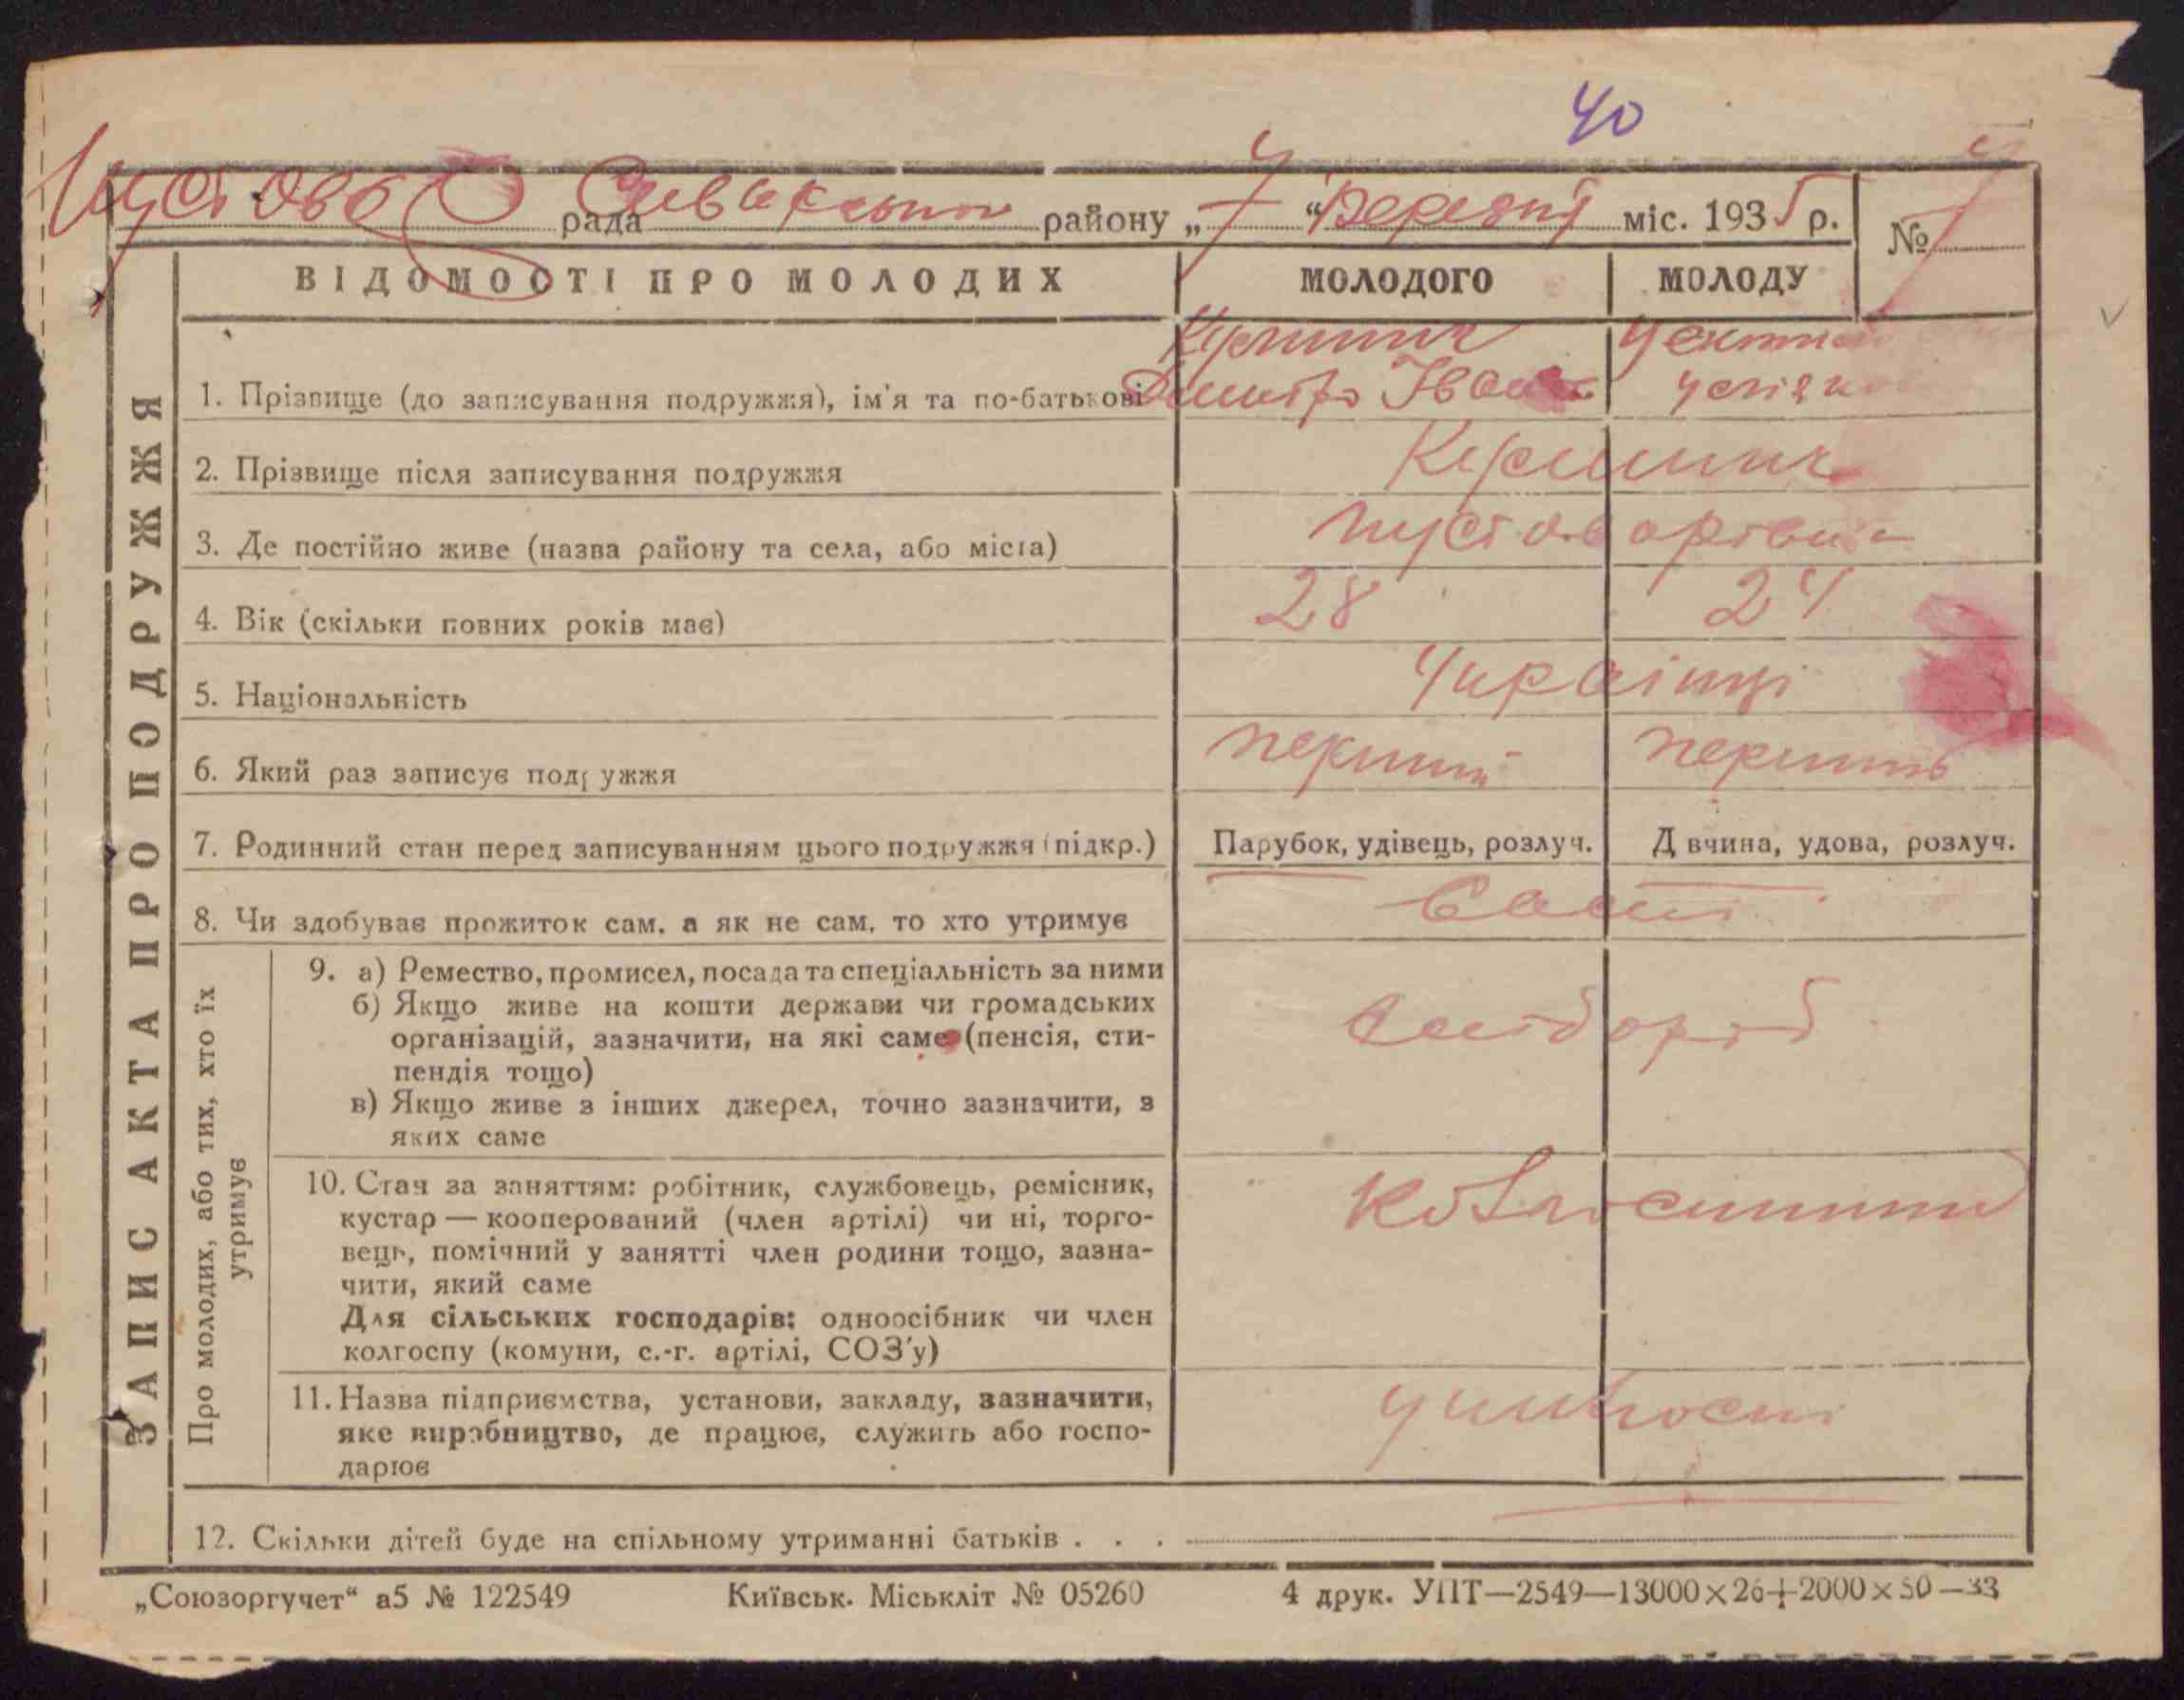 40
рада району „ 7 “ Березня міс. 1935 р. № 7
ЗАПИС АКТА ПРО ПОДРУЖЖЯ
ВІДОМОСТІ ПРО МОЛОДИХ МОЛОДОГО МОЛОДУ
1. Прізвище (до записування подружжя), ім'я та по-батькові Дмитро Іван
2. Прізвище після записування подружжя
3. Де постійно живе (назва району та села, або міста) Пустоварівка
4. Вік (скільки повних років має) 28 24
5. Національність Українці
6. Який раз записує подружжя перший перший
7. Родинний стан перед записуванням цього подружжя (підкр.) Парубок, удівець, розлуч. Д вчина, удова, розлуч.
8. Чи здобуває прожиток сам, а як не сам, то хто утримує Самі
Про молодих, або тих, хто їх
утримує
9. а) Ремество, промисел, посада та спеціальність за ними
б) Якщо живе на кошти держави чи громадських
організацій, зазначити, на які саме (пенсія, сти-
пендія тощо)
в) Якщо живе з інших джерел, точно зазначити, з
яких саме
хлібороб
10. Стан за заняттям: робітник, службовець, ремісник,
кустар — кооперований (член артілі) чи ні, торго-
вець, помічний у занятті член родини тощо, зазна-
чити, який саме
Для сільських господарів: одноосібник чи член
колгоспу (комуни, с.-г. артілі, СОЗ'у)
11. Назва підприємства, установи, закладу, зазначити,
яке виробництво, де працює, служить або госпо-
дарює
12. Скільки дітей буде на спільному утриманні батьків . . .
„Союзоргучет“ а5 № 122549 Київськ. Міськліт № 05260 4 друк. УПТ—2549—13000×26+2000×50—33